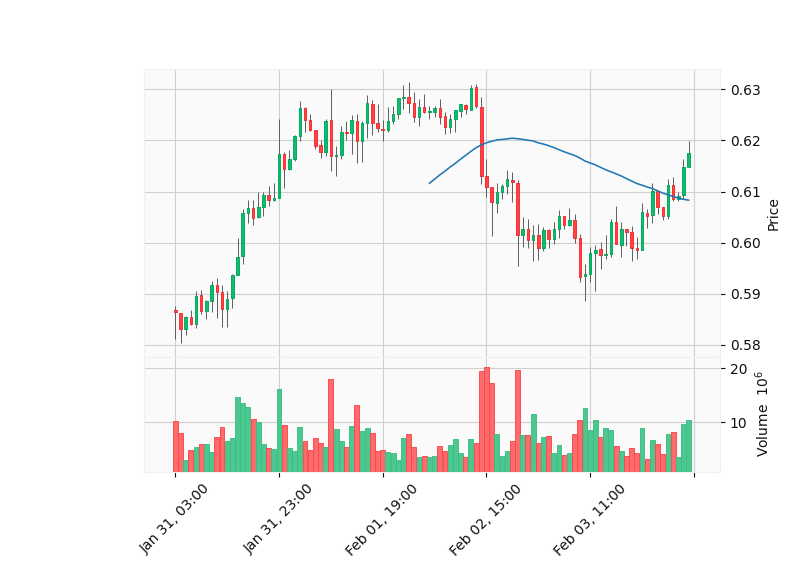 0.63
0.62
0.61
0.60
0.59
0.58
Price
20
10
Volume 10^6
Jan 31, 03:00
Jan 31, 23:00
Feb 01, 19:00
Feb 02, 15:00
Feb 03, 11:00